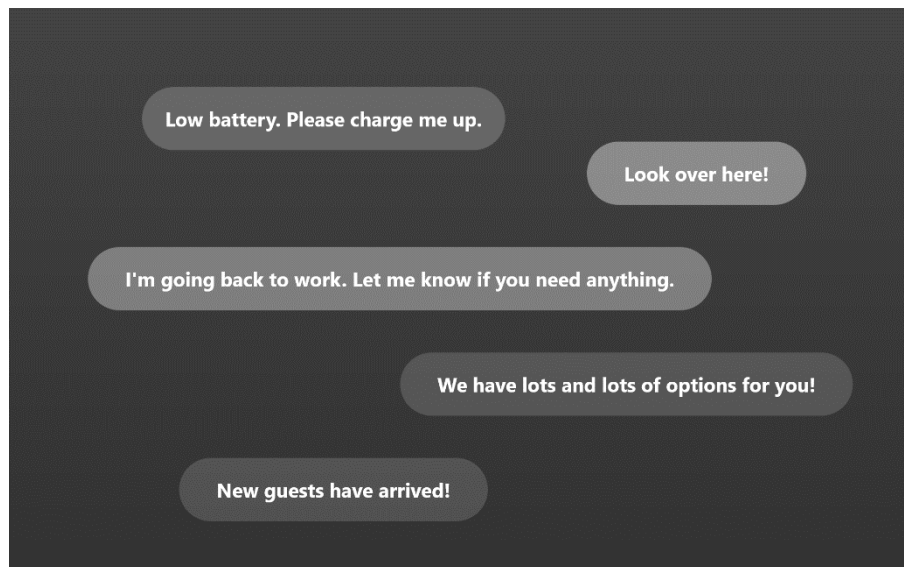 Low battery. Please charge me up.
Look over here!
I'm going back to work. Let me know if you need anything.
We have lots and lots of options for you!
New guests have arrived!